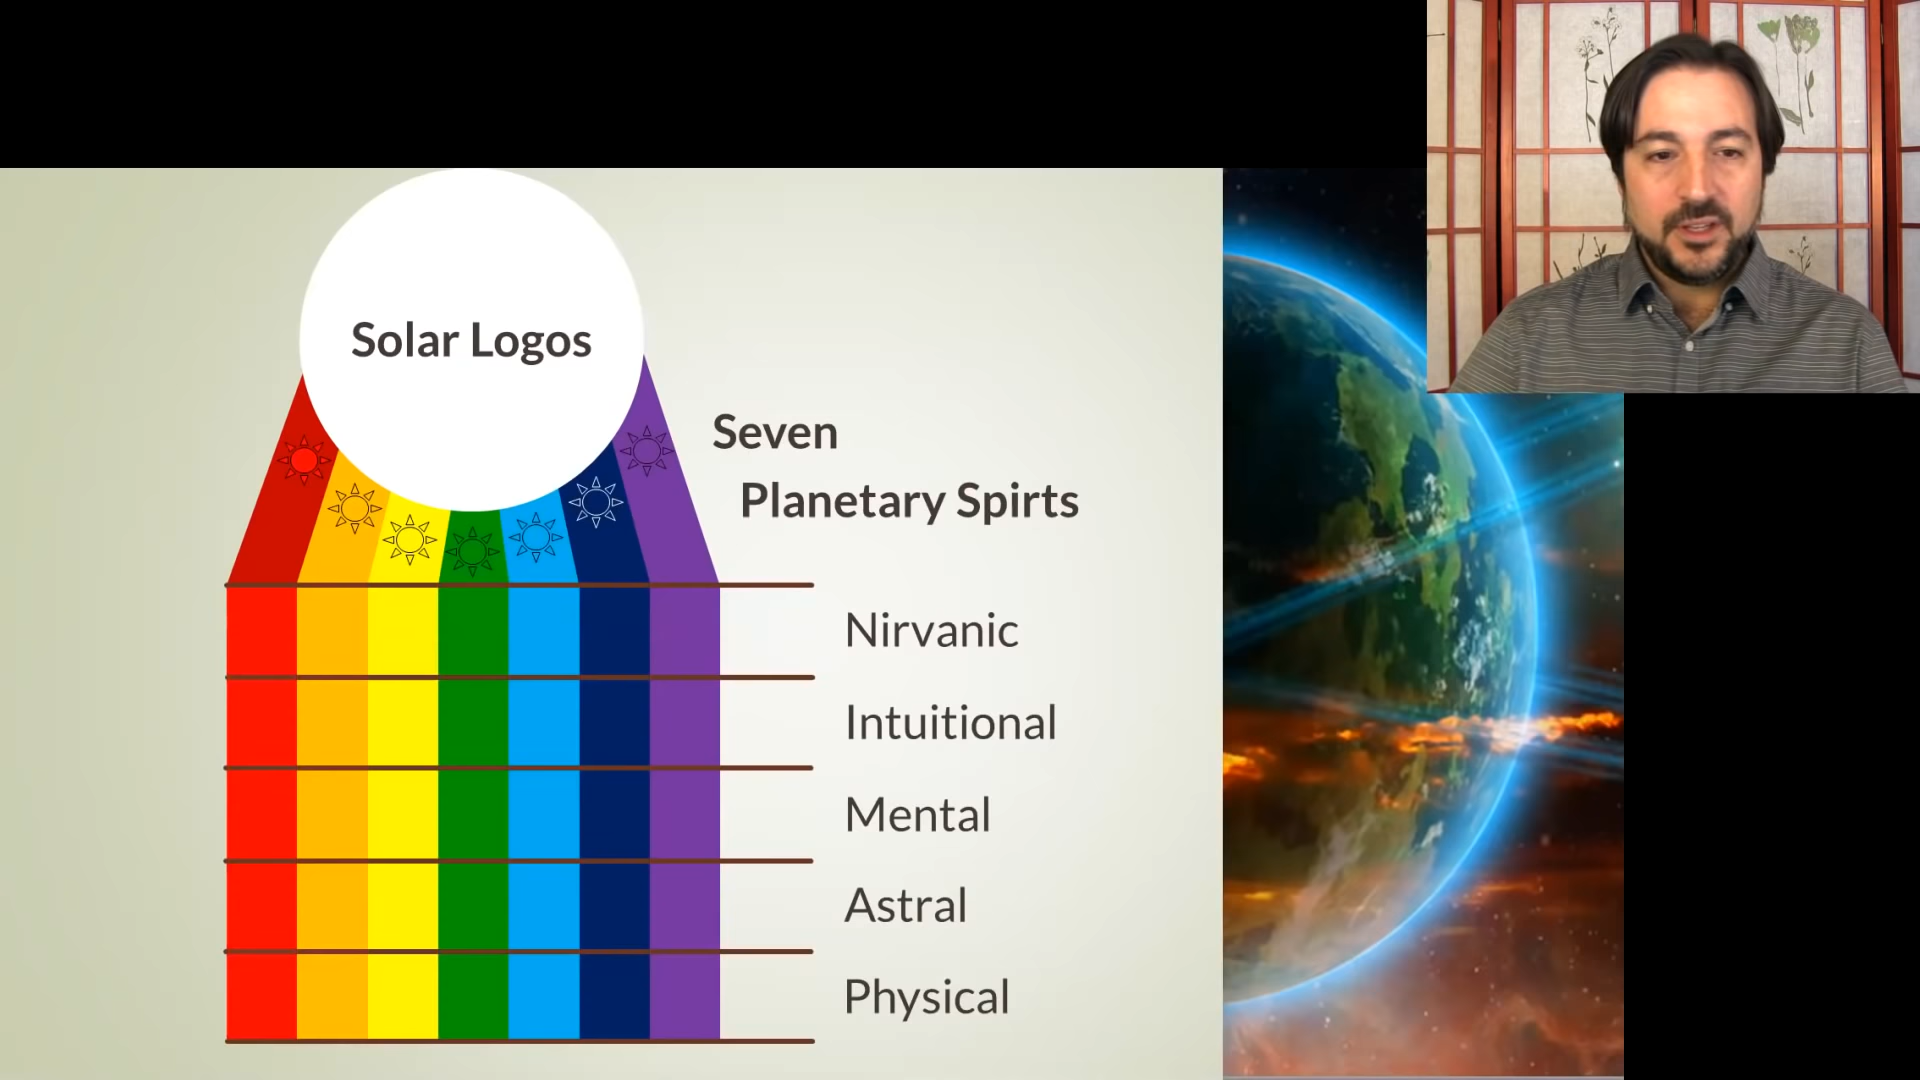 Solar Logos
Seven
Planetary Spirts
Nirvanic
Intuitional
Mental
Astral
Physical